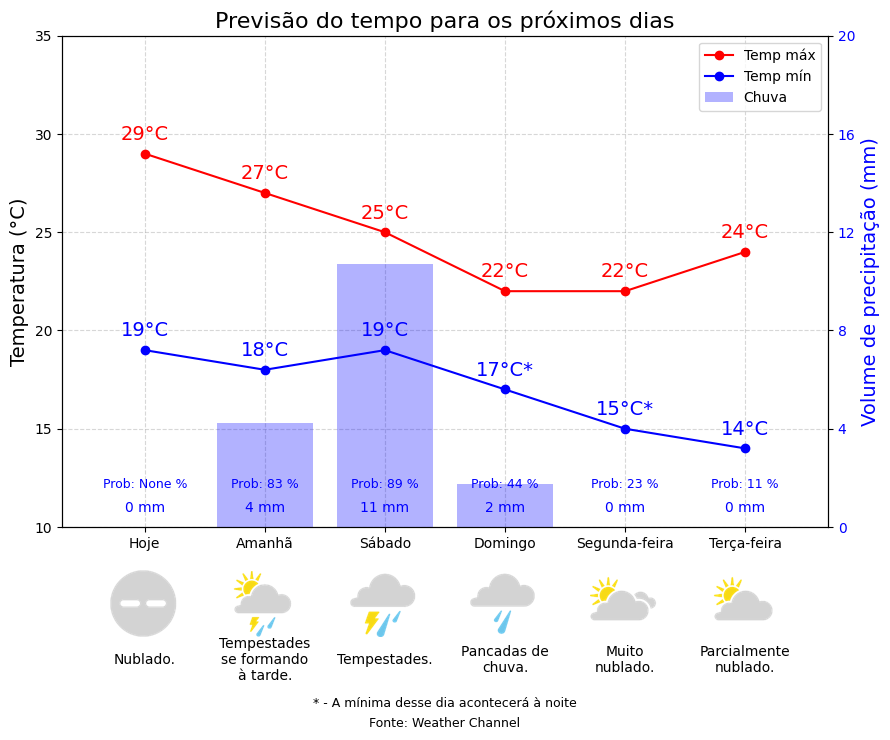 Previsão do tempo para os próximos dias
Temperatura (°C)
Volume de precipitação (mm)
35
30
25
20
15
10
20
16
12
8
4
0
Temp máx
Temp mín
Chuva
29°C
27°C
25°C
22°C
22°C
24°C
19°C
18°C
19°C
17°C*
15°C*
14°C
Prob: None %
Prob: 83 %
Prob: 89 %
Prob: 44 %
Prob: 23 %
Prob: 11 %
0 mm
4 mm
11 mm
2 mm
0 mm
0 mm
Hoje
Amanhã
Sábado
Domingo
Segunda-feira
Terça-feira
Nublado.
Tempestades
se formando
à tarde.
Tempestades.
Pancadas de
chuva.
Muito
nublado.
Parcialmente
nublado.
* - A mínima desse dia acontecerá à noite
Fonte: Weather Channel